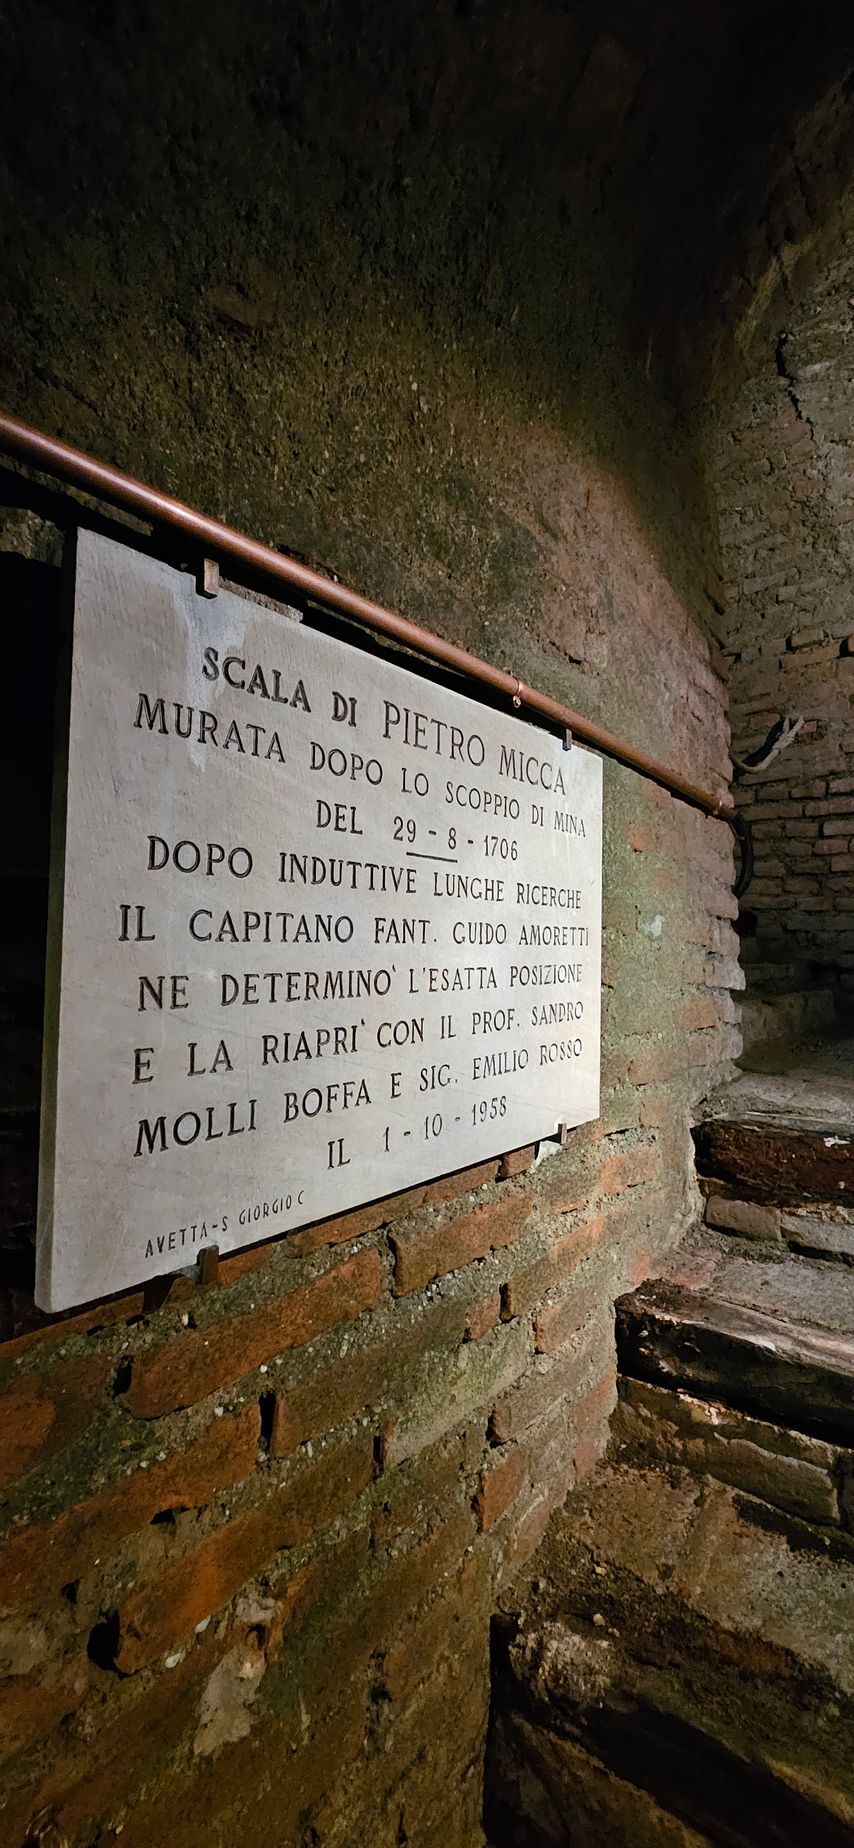 SCALA DI PIETRO MICCA
MURATA DOPO LO SCOPPIO DI MINA
DEL 29-8-1706
DOPO INDUTTIVE LUNGHE RICERCHE
IL CAPITANO FANT. GUIDO AMORETTI
NE DETERMINO' L'ESATTA POSIZIONE
E LA RIAPRI' CON IL PROF. SANDRO
MOLLI BOFFA E SIG. EMILIO ROSSO
IL 1-10-1958
AVETTA-S GIORGIO C